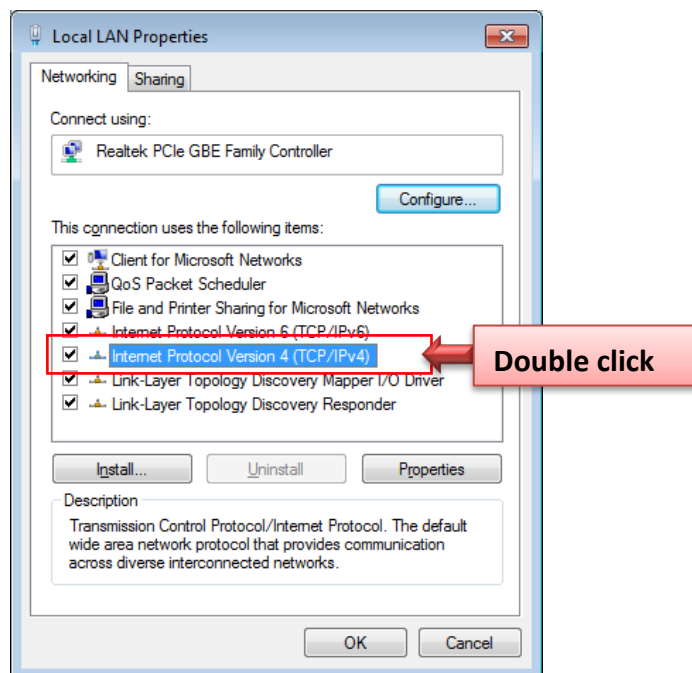 Local LAN Properties
Networking
Sharing
Connect using:
Realtek PCIe GBE Family Controller
Configure...
This connection uses the following items:
Client for Microsoft Networks
QoS Packet Scheduler
File and Printer Sharing for Microsoft Networks
Internet Protocol Version 6 (TCP/IPv6)
Internet Protocol Version 4 (TCP/IPv4)
Double click
Link-Layer Topology Discovery Mapper I/O Driver
Link-Layer Topology Discovery Responder
Install...
Uninstall
Properties
Description
Transmission Control Protocol/Internet Protocol. The default
wide area network protocol that provides communication
across diverse interconnected networks.
OK
Cancel